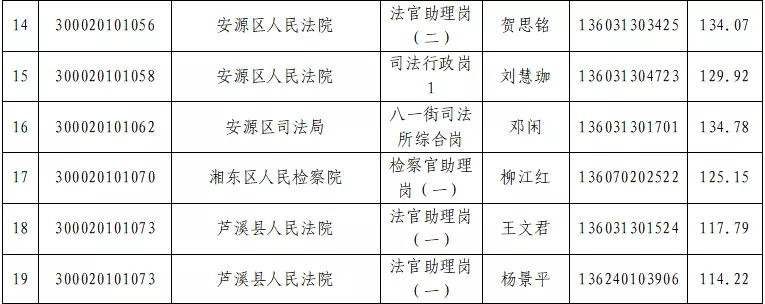 14 300020101056 安源区人民法院 法官助理岗（二） 贺思铭 136031303425 134.07
15 300020101058 安源区人民法院 司法行政岗1 刘慧珈 136031304723 129.92
16 300020101062 安源区司法局 八一街司法所综合岗 邓闲 136031301701 134.78
17 300020101070 湘东区人民检察院 检察官助理岗（一） 柳江红 136070202522 125.15
18 300020101073 芦溪县人民法院 法官助理岗（一） 王文君 136031301524 117.79
19 300020101073 芦溪县人民法院 法官助理岗（一） 杨景平 136240103906 114.22